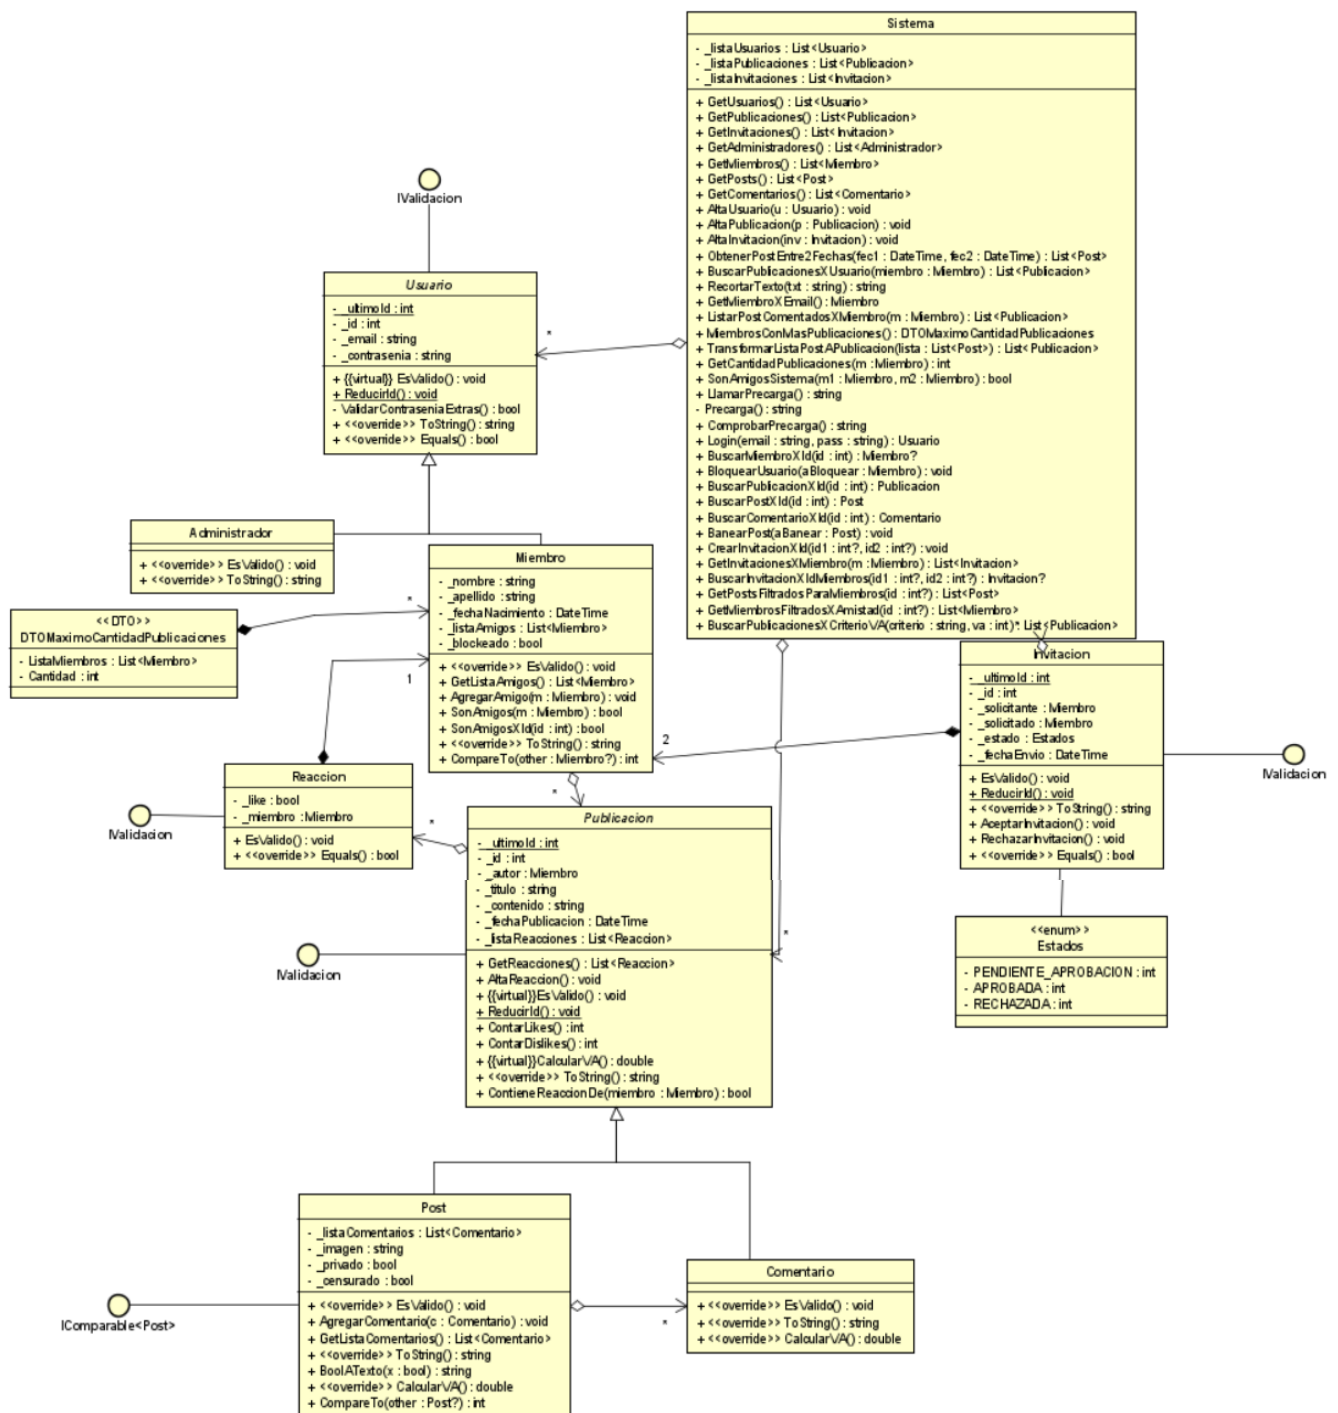 Sistema
- _listaUsuarios : List<Usuario>
- _listaPublicaciones : List<Publicacion>
- _listaInvitaciones : List<Invitacion>
+ GetUsuarios() : List<Usuario>
+ GetPublicaciones() : List<Publicacion>
+ GetInvitaciones() : List<Invitacion>
+ GetAdministradores() : List<Administrador>
+ GetMiembros() : List<Miembro>
+ GetPosts() : List<Post>
+ GetComentarios() : List<Comentario>
+ AltaUsuario(u : Usuario) : void
+ AltaPublicacion(p : Publicacion) : void
+ AltaInvitacion(inv : Invitacion) : void
+ ObtenerPostEntre2Fechas(fec1 : DateTime, fec2 : DateTime) : List<Post>
+ BuscarPublicacionesXUsuario(miembro : Miembro) : List<Publicacion>
+ RecortarTexto(txt : string) : string
+ GetMiembroXEmail() : Miembro
+ ListarPostComentadosXMiembro(m : Miembro) : List<Publicacion>
+ MiembrosConMasPublicaciones() : DTOMaximoCantidadPublicaciones
+ TransformarListaPostAPublicacion(lista : List<Post>) : List<Publicacion>
+ GetCantidadPublicaciones(m : Miembro) : int
+ SonAmigosSistema(m1 : Miembro, m2 : Miembro) : bool
+ LlamarPrecarga() : string
- Precarga() : string
+ ComprobarPrecarga() : string
+ Login(email : string, pass : string) : Usuario
+ BuscarMiembroXId(id : int) : Miembro?
+ BloquearUsuario(aBloquear : Miembro) : void
+ BuscarPublicacionXId(id : int) : Publicacion
+ BuscarPostXId(id : int) : Post
+ BuscarComentarioXId(id : int) : Comentario
+ BanearPost(aBanear : Post) : void
+ CrearInvitacionXId(id1 : int?, id2 : int?) : void
+ GetInvitacionesXMiembro(m : Miembro) : List<Invitacion>
+ BuscarInvitacionXIdMiembros(id1 : int?, id2 : int?) : Invitacion?
+ GetPostsFiltradosParaMiembros(id : int?) : List<Post>
+ GetMiembrosFiltradosXAmistad(id : int?) : List<Miembro>
+ BuscarPublicacionesXCriterioVA(criterio : string, va : int) : List<Publicacion>
*
IValidacion
Usuario
- _ultimoId : int
- _id : int
- _email : string
- _contrasenia : string
+ {{virtual}} EsValido() : void
+ ReducirId() : void
- ValidarContraseniaExtras() : bool
+ <<override>> ToString() : string
+ <<override>> Equals() : bool
*
Administrador
+ <<override>> EsValido() : void
+ <<override>> ToString() : string
Miembro
- _nombre : string
- _apellido : string
- _fechaNacimiento : DateTime
- _listaAmigos : List<Miembro>
- _blockeado : bool
+ <<override>> EsValido() : void
+ GetListaAmigos() : List<Miembro>
+ AgregarAmigo(m : Miembro) : void
+ SonAmigos(m : Miembro) : bool
+ SonAmigosXId(id : int) : bool
+ <<override>> ToString() : string
+ CompareTo(other : Miembro?) : int
<<DTO>>
DTOMaximoCantidadPublicaciones
- ListaMiembros : List<Miembro>
- Cantidad : int
*
1
2
Invitacion
- _ultimoId : int
- _id : int
- _solicitante : Miembro
- _solicitado : Miembro
- _estado : Estados
- _fechaEnvio : DateTime
+ EsValido() : void
+ ReducirId() : void
+ <<override>> ToString() : string
+ AceptarInvitacion() : void
+ RechazarInvitacion() : void
+ <<override>> Equals() : bool
IValidacion
Reaccion
- _like : bool
- _miembro : Miembro
+ EsValido() : void
+ <<override>> Equals() : bool
IValidacion
*
*
Publicacion
- _ultimoId : int
- _id : int
- _autor : Miembro
- _titulo : string
- _contenido : string
- _fechaPublicacion : DateTime
- _listaReacciones : List<Reaccion>
+ GetReacciones() : List<Reaccion>
+ AltaReaccion() : void
+ {{virtual}}EsValido() : void
+ ReducirId() : void
+ ContarLikes() : int
+ ContarDislikes() : int
+ {{virtual}}CalcularVA() : double
+ <<override>> ToString() : string
+ ContieneReaccionDe(miembro : Miembro) : bool
*
IValidacion
<<enum>>
Estados
- PENDIENTE_APROBACION : int
- APROBADA : int
- RECHAZADA : int
Post
- _listaComentarios : List<Comentario>
- _imagen : string
- _privado : bool
- _censurado : bool
+ <<override>> EsValido() : void
+ AgregarComentario(c : Comentario) : void
+ GetListaComentarios() : List<Comentario>
+ <<override>> ToString() : string
+ BoolATexto(x : bool) : string
+ <<override>> CalcularVA() : double
+ CompareTo(other : Post?) : int
IComparable<Post>
*
Comentario
+ <<override>> EsValido() : void
+ <<override>> ToString() : string
+ <<override>> CalcularVA() : double